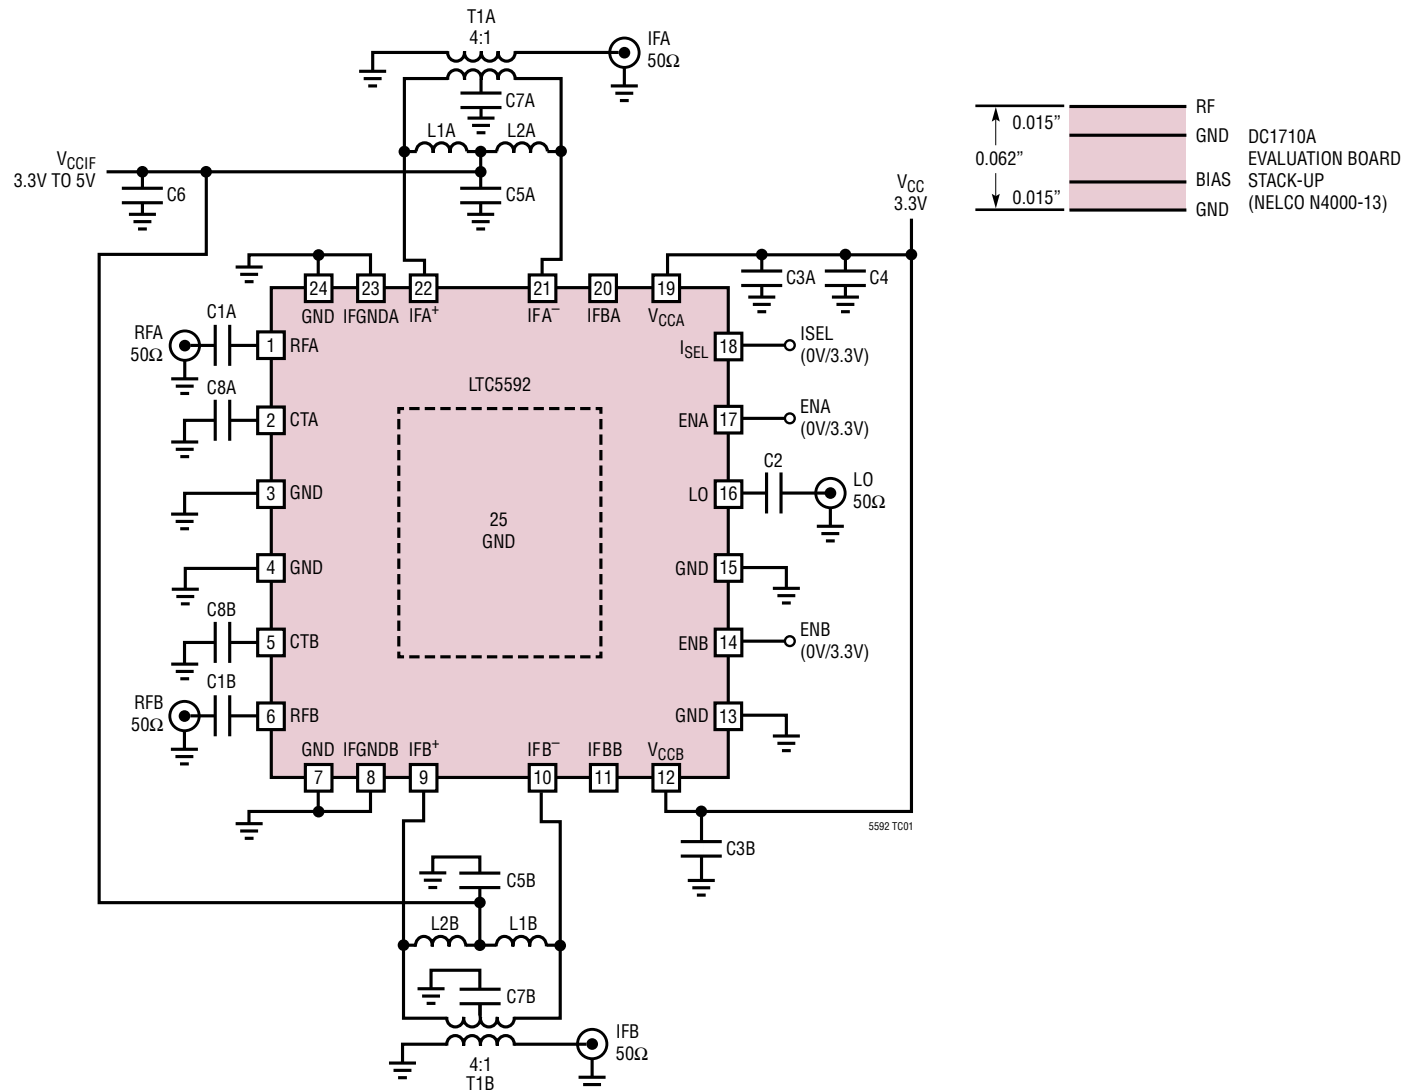 T1A
4:1
IFA
50Ω
C7A
L1A
L2A
VCCIF
3.3V TO 5V
C6
C5A
RF
0.015”
GND
0.062”
BIAS
0.015”
GND
DC1710A
EVALUATION BOARD
STACK-UP
(NELCO N4000-13)
VCC
3.3V
C3A
C4
24
23
22
21
20
19
GND
IFGNDA
IFA+
IFA–
IFBA
VCCA
C1A
RFA
50Ω
1
RFA
ISEL
18
ISEL
(0V/3.3V)
LTC5592
C8A
2
CTA
ENA
17
ENA
(0V/3.3V)
3
GND
LO
16
C2
LO
50Ω
25
GND
4
GND
GND
15
C8B
5
CTB
ENB
14
ENB
(0V/3.3V)
C1B
RFB
50Ω
6
RFB
GND
13
GND
IFGNDB
IFB+
IFB–
IFBB
VCCB
7
8
9
10
11
12
5592 TC01
C3B
C5B
L2B
L1B
C7B
IFB
50Ω
4:1
T1B